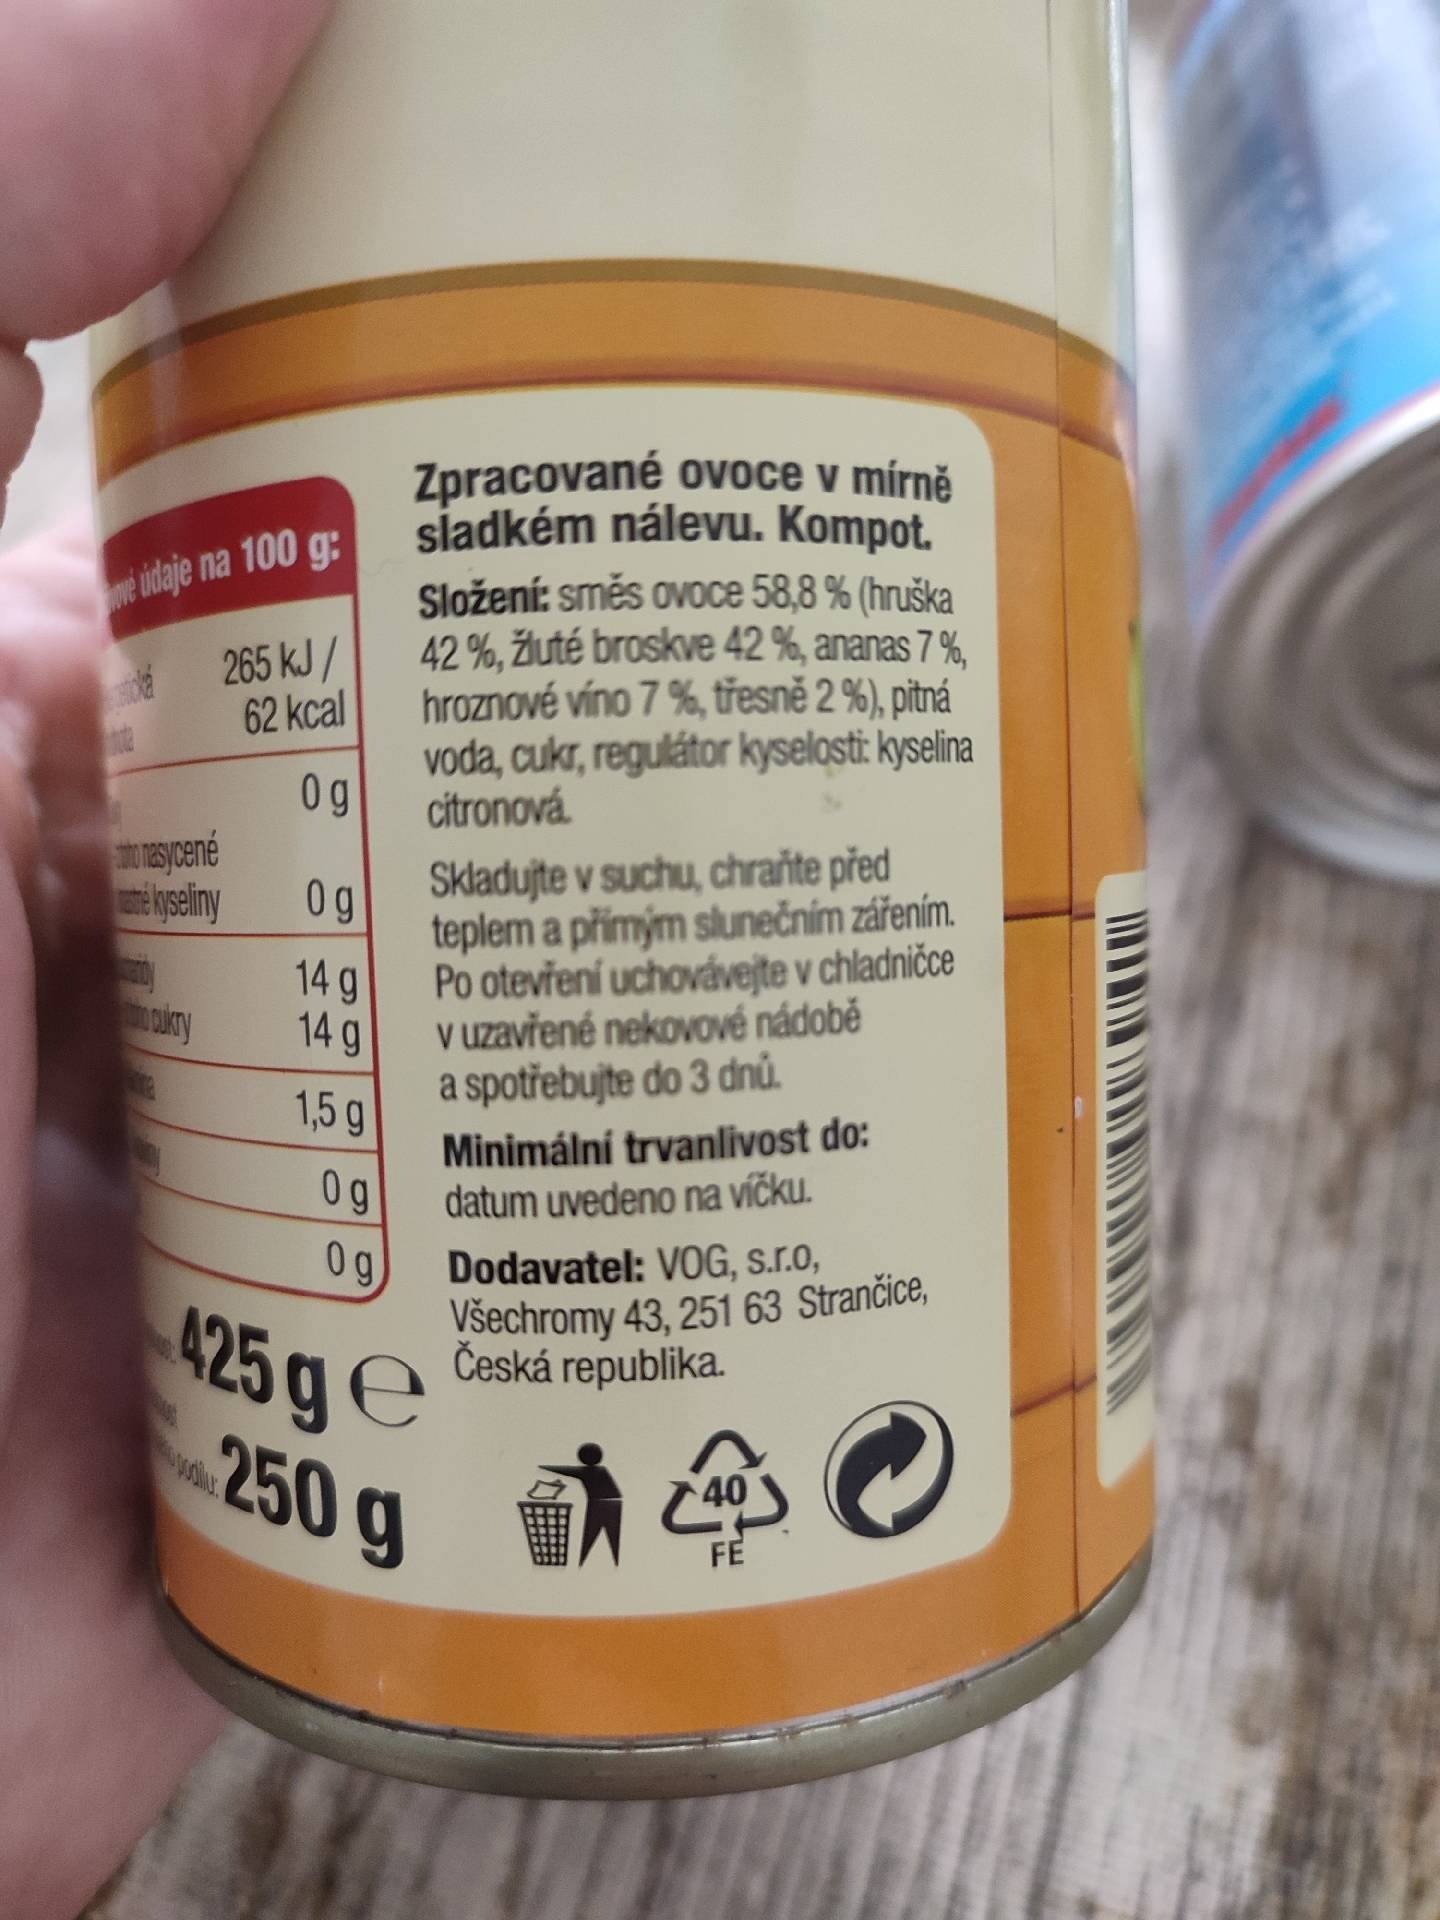 údaje na 100 g:
265 kJ /
62 kcal
0 g
nasycené
kyseliny 0 g
14 g
cukry 14 g
1,5 g
0 g
0 g
425 g e
podílu: 250 g
Zpracované ovoce v mírně
sladkém nálevu. Kompot.
Složení: směs ovoce 58,8 % (hruška
42 %, žluté broskve 42 %, ananas 7 %,
hroznové víno 7 %, třesně 2 %), pitná
voda, cukr, regulátor kyselosti: kyselina
citronová.
Skladujte v suchu, chraňte před
teplem a přímým slunečním zářením.
Po otevření uchovávejte v chladničce
v uzavřené nekovové nádobě
a spotřebujte do 3 dnů.
Minimální trvanlivost do:
datum uvedeno na víčku.
Dodavatel: VOG, s.r.o,
Všechromy 43, 251 63 Strančice,
Česká republika.
40
FE